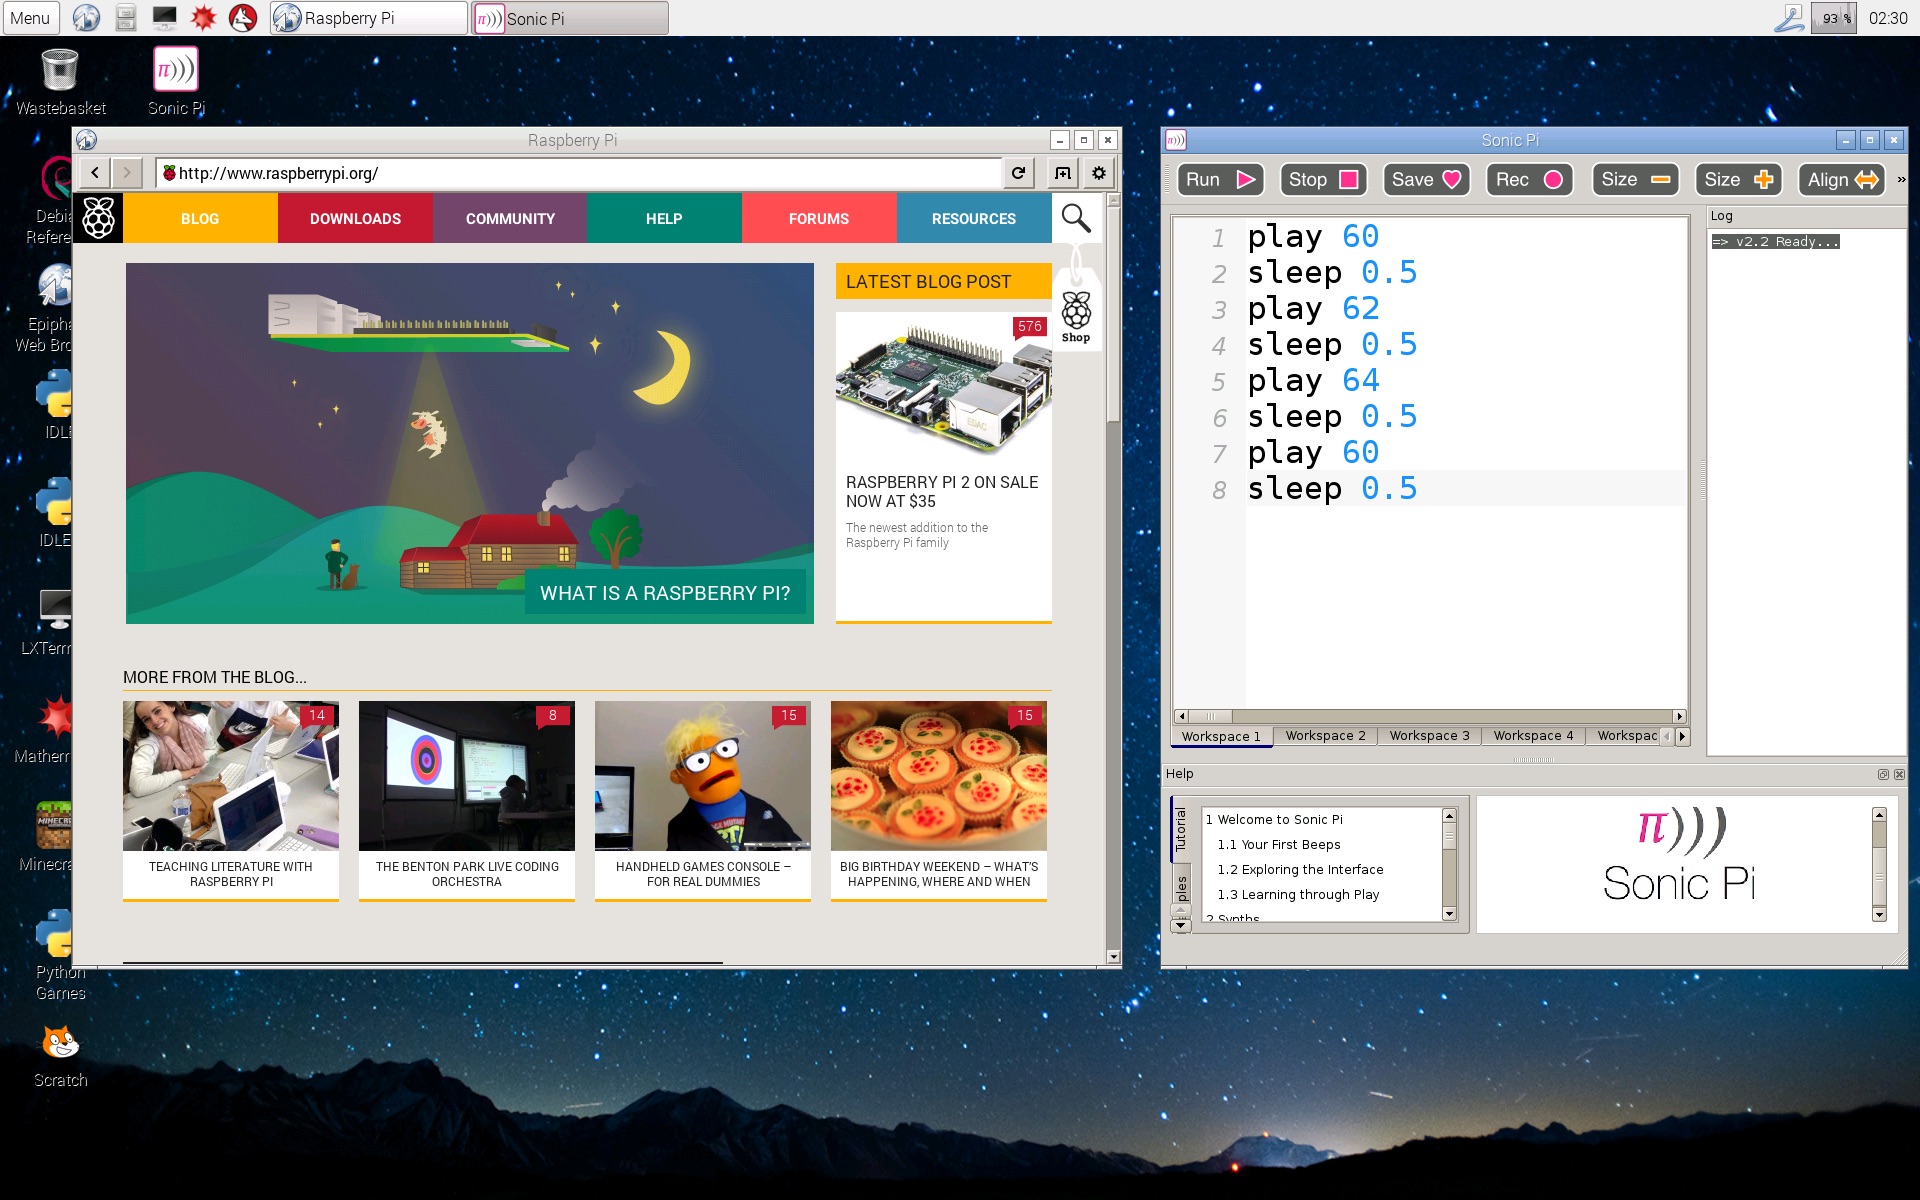 Menu
Raspberry Pi
Sonic Pi
93 %
02:30
Wastebasket
Sonic Pi
Debi
Refere
Epipha
Web Bro
IDLE
IDLE
LXTerm
Mathem
Minecra
Python
Games
Scratch
Raspberry Pi
http://www.raspberrypi.org/
BLOG
DOWNLOADS
COMMUNITY
HELP
FORUMS
RESOURCES
WHAT IS A RASPBERRY PI?
LATEST BLOG POST
576
RASPBERRY PI 2 ON SALE
NOW AT $35
The newest addition to the
Raspberry Pi family
Shop
MORE FROM THE BLOG...
14
TEACHING LITERATURE WITH
RASPBERRY PI
8
THE BENTON PARK LIVE CODING
ORCHESTRA
15
HANDHELD GAMES CONSOLE –
FOR REAL DUMMIES
15
BIG BIRTHDAY WEEKEND – WHAT'S
HAPPENING, WHERE AND WHEN
Sonic Pi
Run
Stop
Save
Rec
Size
Size
Align
»
1 play 60
2 sleep 0.5
3 play 62
4 sleep 0.5
5 play 64
6 sleep 0.5
7 play 60
8 sleep 0.5
Workspace 1
Workspace 2
Workspace 3
Workspace 4
Workspac
Log
=> v2.2 Ready...
Help
Tutorial
ples
1 Welcome to Sonic Pi
1.1 Your First Beeps
1.2 Exploring the Interface
1.3 Learning through Play
2 Synths
π)))
Sonic Pi